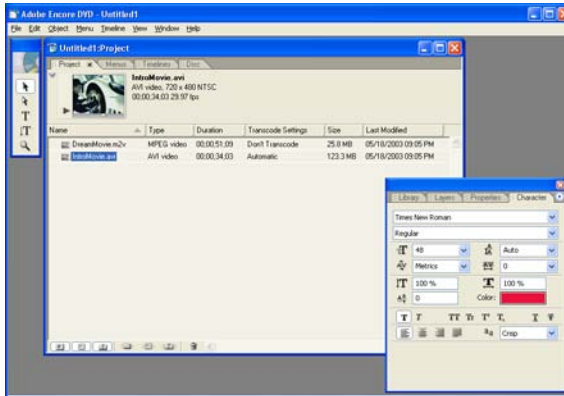 Adobe Encore DVD - Untitled1
File Edit Object Menu Timeline View Window Help
Untitled1:Project
Project Menus Timelines Disc
IntroMovie.avi
AVI video, 720 x 480 NTSC
00;00;34;03 29.97 fps
Name Type Duration Transcode Settings Size Last Modified
DreamMovie.m2v MPEG video 00;00;51;09 Don't Transcode 25.8 MB 05/18/2003 09:05 PM
IntroMovie.avi AVI video 00;00;34;03 Automatic 123.3 MB 05/18/2003 09:05 PM
Library Layers Properties Character
Times New Roman
Regular
48 Auto
Metrics 0
100 % 100 %
0 Color:
T T TT Tr T' T, T T
aa Crisp